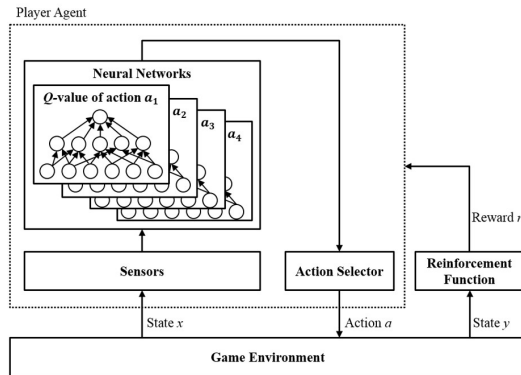 Player Agent
Neural Networks
Q-value of action a1
a2
a3
a4
Reward r
Sensors
Action Selector
Reinforcement
Function
State x
Action a
State y
Game Environment